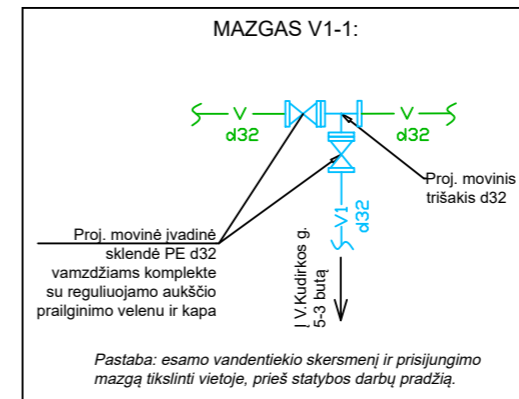 MAZGAS V1-1:
V
d32
V
d32
V1
d32
Proj. movinis
trišakis d32
Proj. movinė įvadinė
sklendė PE d32
vamzdžiams komplekte
su reguliuojamo aukščio
prailginimo velenu ir kapa
Į V.Kudirkos g.
5-3 butą
Pastaba: esamo vandentiekio skersmenį ir prisijungimo
mazgą tikslinti vietoje, prieš statybos darbų pradžią.